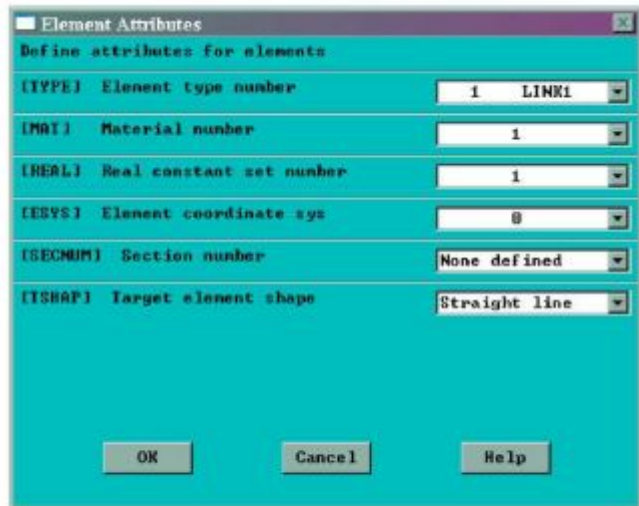 Element Attributes
Define attributes for elements
[TYPE] Element type number 1 LINK1
[MAT] Material number 1
[REAL] Real constant set number 1
[ESYS] Element coordinate sys 0
[SECNUM] Section number None defined
[TSHAP] Target element shape Straight line
OK Cancel Help